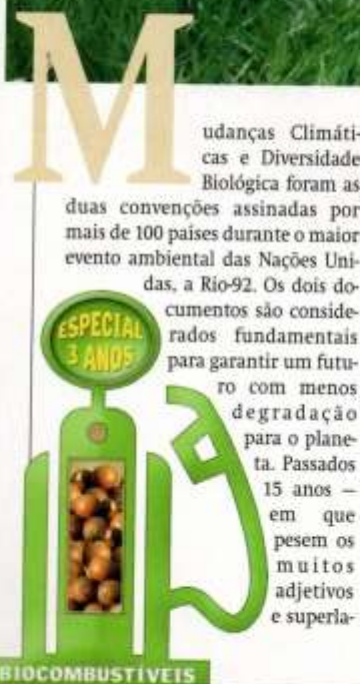 Mudanças Climáti-
cas e Diversidade
Biológica foram as
duas convenções assinadas por
mais de 100 países durante o maior
evento ambiental das Nações Uni-
das, a Rio-92. Os dois do-
cumentos são conside-
rados fundamentais
para garantir um futu-
ro com menos
degradação
para o plane-
ta. Passados
15 anos —
em que
pesem os
muitos
adjetivos
e superla-
ESPECIAL
3 ANOS
BIOCOMBUSTÍVEIS